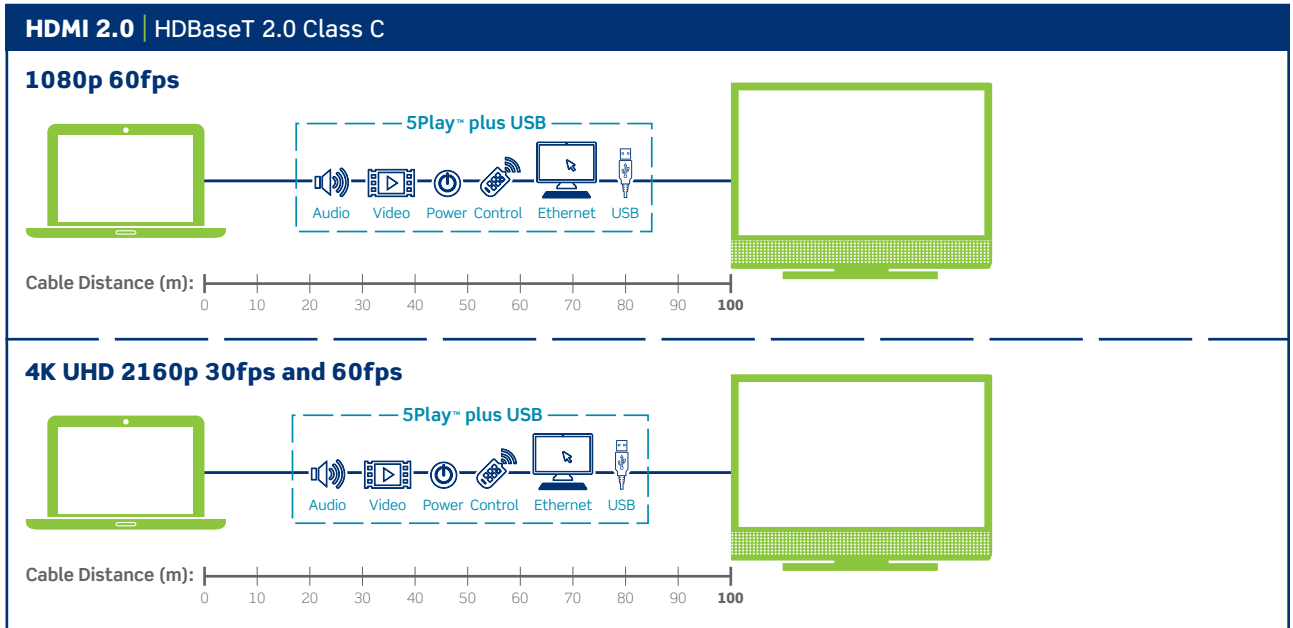 HDMI 2.0 | HDBaseT 2.0 Class C
1080p 60fps
5Play™ plus USB
Audio Video Power Control Ethernet USB
Cable Distance (m):
0 10 20 30 40 50 60 70 80 90 100
4K UHD 2160p 30fps and 60fps
5Play™ plus USB
Audio Video Power Control Ethernet USB
Cable Distance (m):
0 10 20 30 40 50 60 70 80 90 100